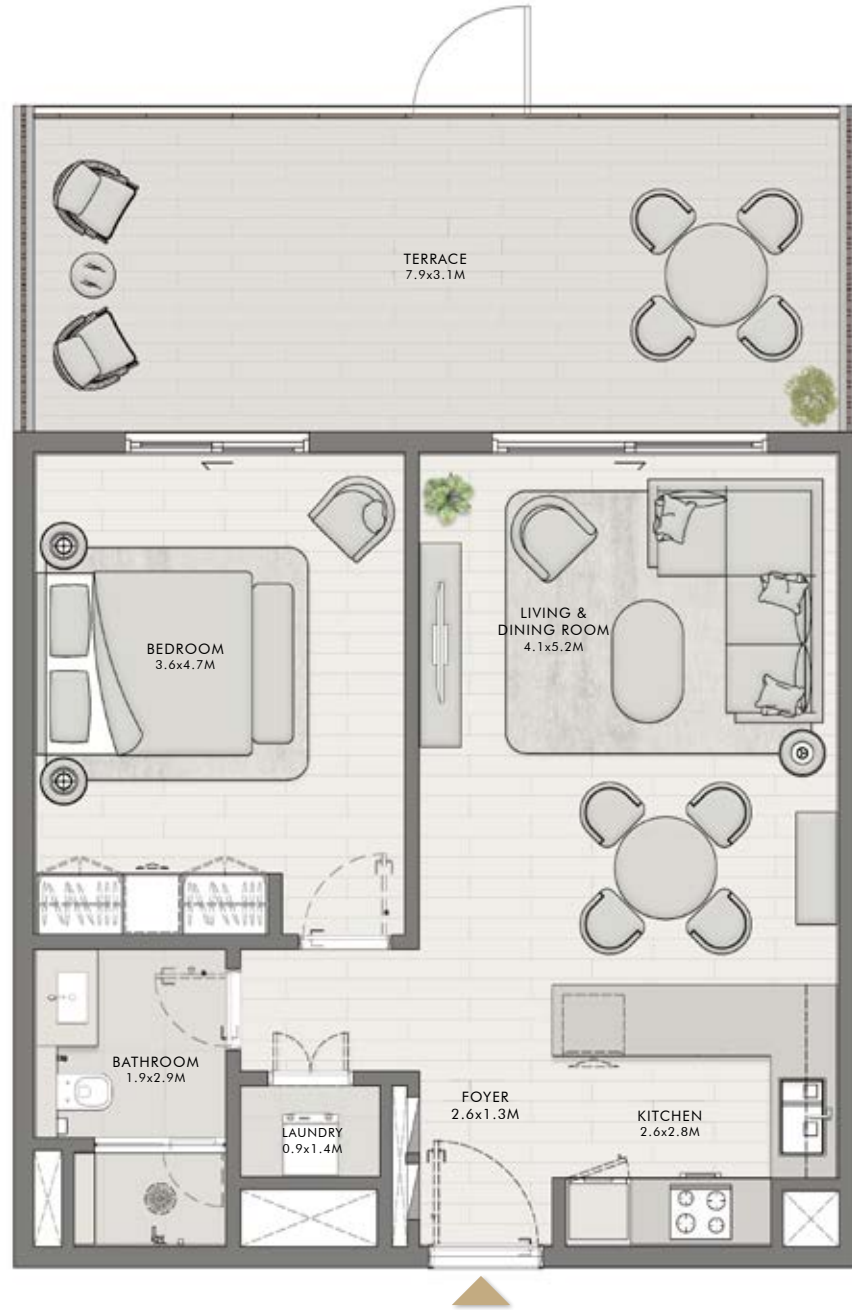 TERRACE
7.9x3.1M
BEDROOM
3.6x4.7M
LIVING &
DINING ROOM
4.1x5.2M
BATHROOM
1.9x2.9M
LAUNDRY
0.9x1.4M
FOYER
2.6x1.3M
KITCHEN
2.6x2.8M